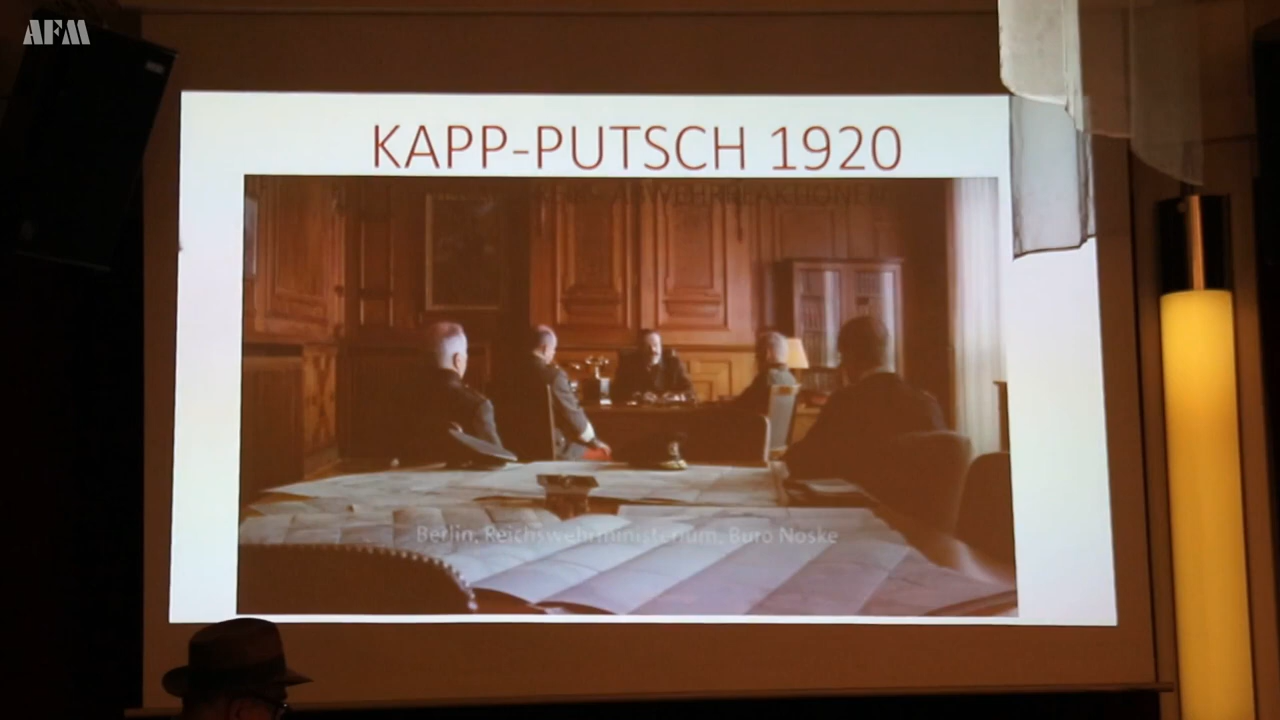 AFM
KAPP-PUTSCH 1920
Berlin, Reichswehrministerium, Büro Noske